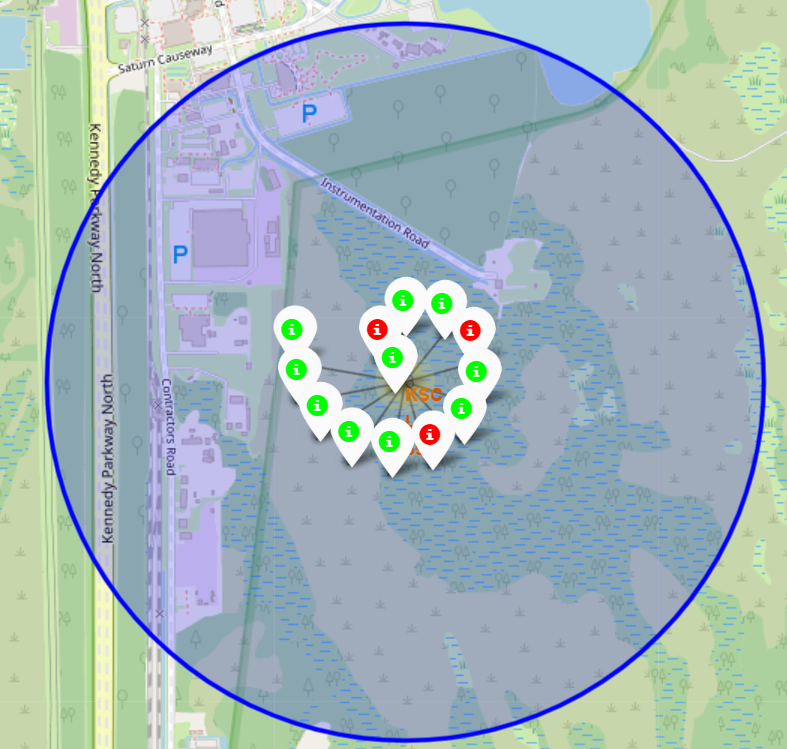 Saturn Causeway
P
Kennedy Parkway North
Instrumentation Road
P
Kennedy Parkway North
Contractors Road
KSC